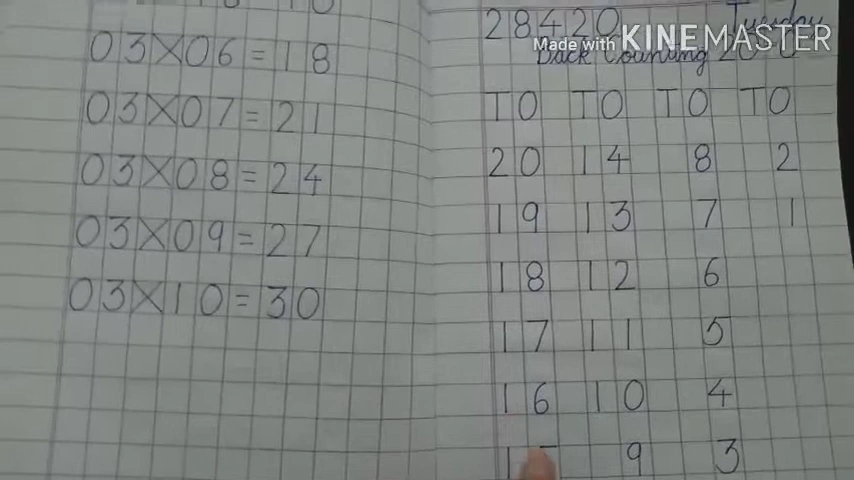 03×06=18
03×07=21
03×08=24
03×09=27
03×10=30
28420 Tuesday
Made with KINEMASTER
Back Counting 20
TO TO TO TO
20 14 8 2
19 13 7 1
18 12 6
17 11 5
16 10 4
1 9 3